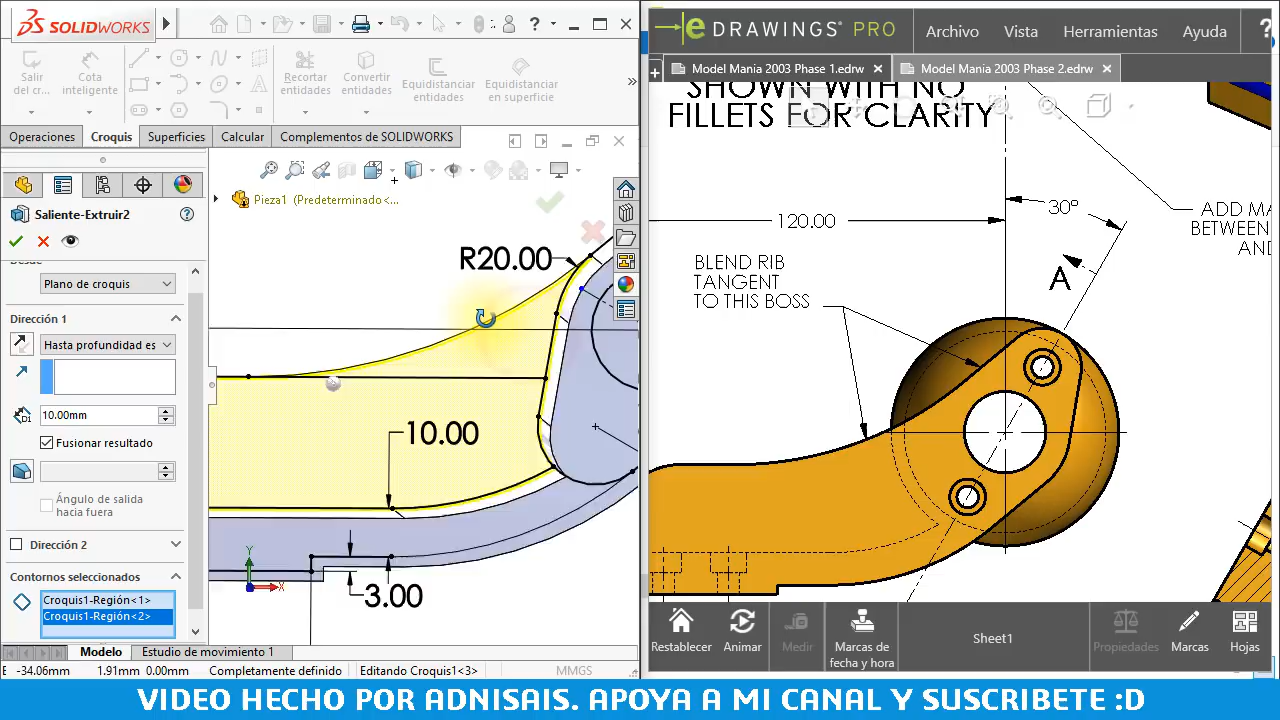 SOLIDWORKS
?
Salir del cr...
Cota inteligente
Recortar entidades
Convertir entidades
Equidistanciar entidades
Equidistanciar en superficie
»
Operaciones
Croquis
Superficies
Calcular
Complementos de SOLIDWORKS
Saliente-Extruir2
Plano de croquis
Dirección 1
Hasta profundidad es
10.00mm
Fusionar resultado
Ángulo de salida
hacia fuera
Dirección 2
Contornos seleccionados
Croquis1-Región<1>
Croquis1-Región<2>
Pieza1 (Predeterminado<...
R20.00
10.00
3.00
Y
X
Modelo
Estudio de movimiento 1
E
-34.06mm
1.91mm
0.00mm
Completamente definido
Editando Croquis1<3>
MMGS
e DRAWINGS® PRO
Archivo
Vista
Herramientas
Ayuda
?
Model Mania 2003 Phase 1.edrw
Model Mania 2003 Phase 2.edrw
SHOWN WITH NO
FILLETS FOR CLARITY
120.00
30°
ADD MA
BETWEEN
AN
BLEND RIB
TANGENT
TO THIS BOSS
A
Restablecer
Animar
Medir
Marcas de fecha y hora
Sheet1
Propiedades
Marcas
Hojas
VIDEO HECHO POR ADNISAIS. APOYA A MI CANAL Y SUSCRIBETE :D